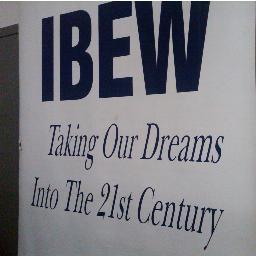 IBEW
Taking Our Dreams
Into The 21st Century